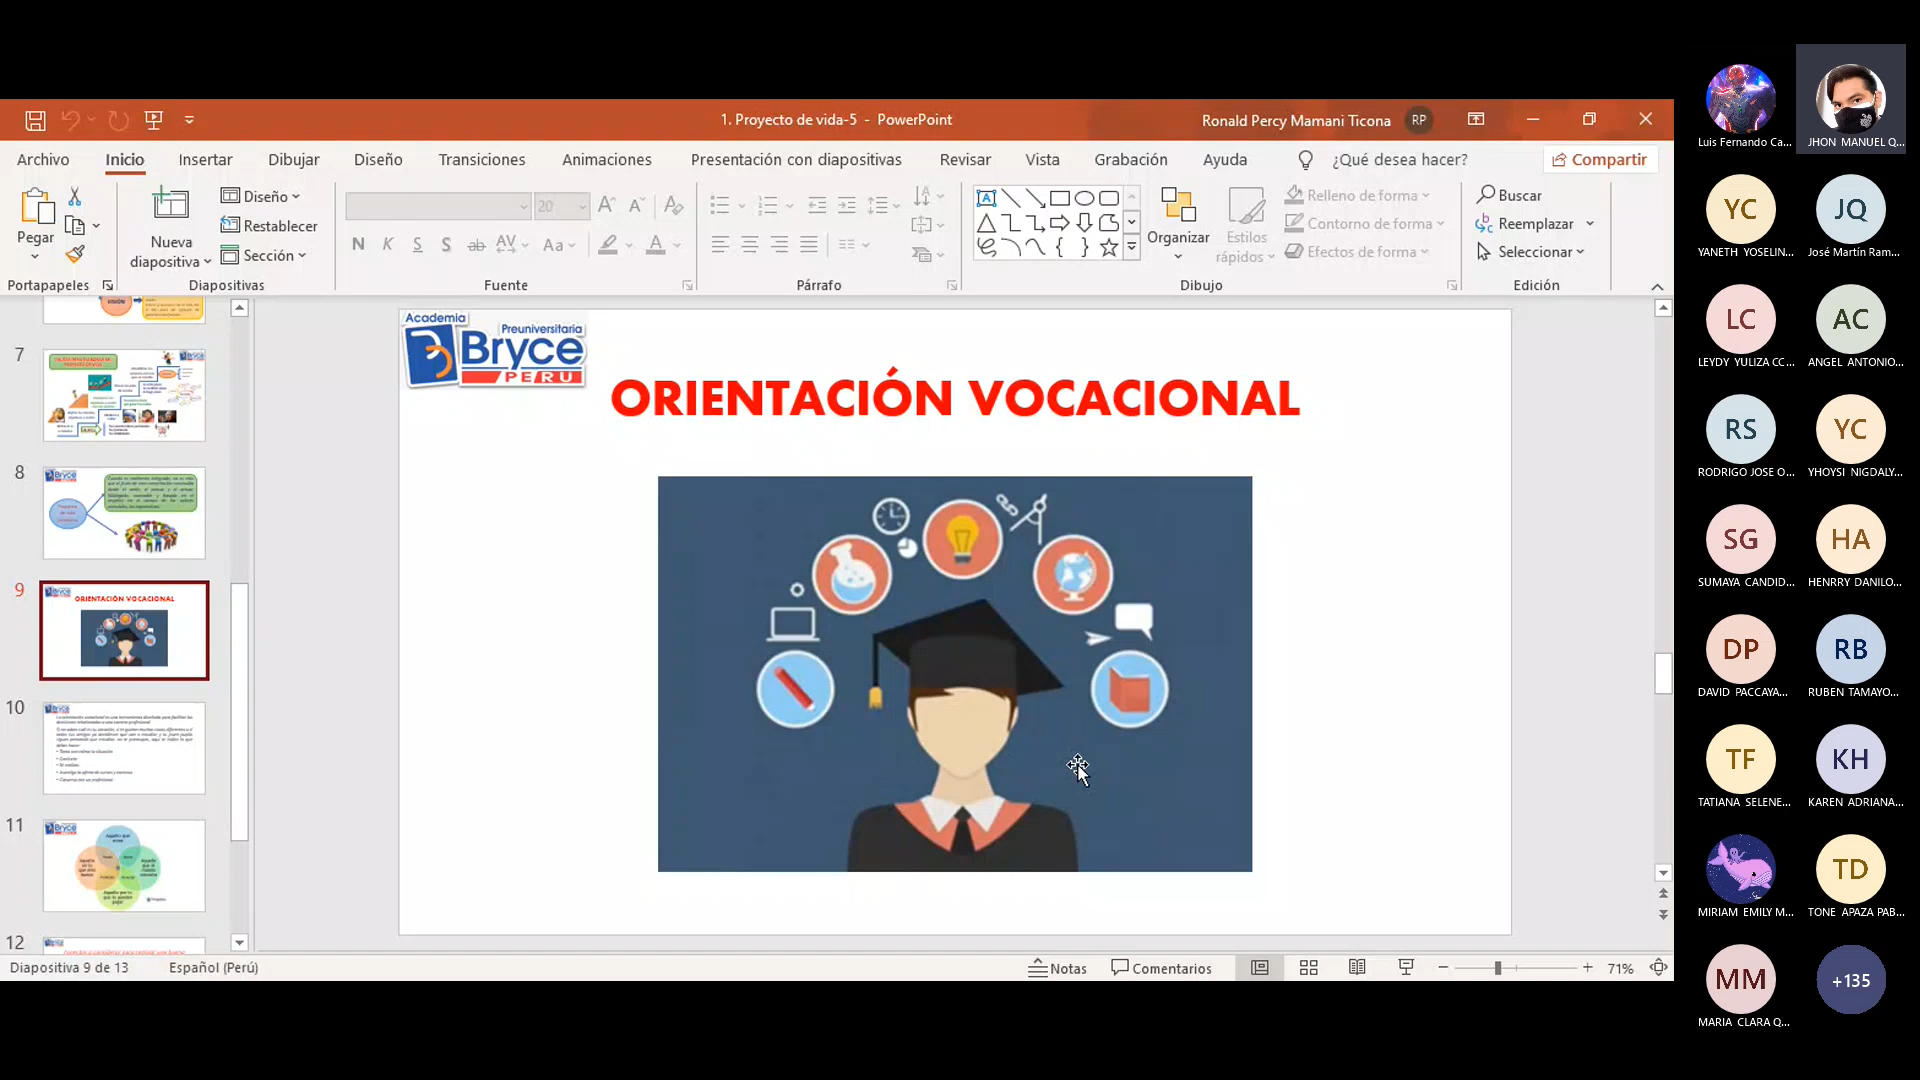 1. Proyecto de vida-5 - PowerPoint
Ronald Percy Mamani Ticona
RP
Archivo
Inicio
Insertar
Dibujar
Diseño
Transiciones
Animaciones
Presentación con diapositivas
Revisar
Vista
Grabación
Ayuda
¿Qué desea hacer?
Compartir
Pegar
Nueva
diapositiva
Diseño
Restablecer
Sección
20
N K S S ab AV Aa
A
Organizar
Estilos
rápidos
Relleno de forma
Contorno de forma
Efectos de forma
Buscar
Reemplazar
Seleccionar
Portapapeles
Diapositivas
Fuente
Párrafo
Dibujo
Edición
7
8
9
ORIENTACIÓN VOCACIONAL
10
11
12
Academia
Preuniversitaria
Bryce
PERU
ORIENTACIÓN VOCACIONAL
Diapositiva 9 de 13
Español (Perú)
Notas
Comentarios
71%
Luis Fernando Ca...
JHON MANUEL Q...
YC
YANETH YOSELIN...
JQ
José Martín Ram...
LC
LEYDY YULIZA CC...
AC
ANGEL ANTONIO...
RS
RODRIGO JOSE O...
YC
YHOYSI NIGDALY...
SG
SUMAYA CANDID...
HA
HENRRY DANILO...
DP
DAVID PACCAYA...
RB
RUBEN TAMAYO...
TF
TATIANA SELENE...
KH
KAREN ADRIANA...
MIRIAM EMILY M...
TD
TONE APAZA PAB...
MM
MARIA CLARA Q...
+135